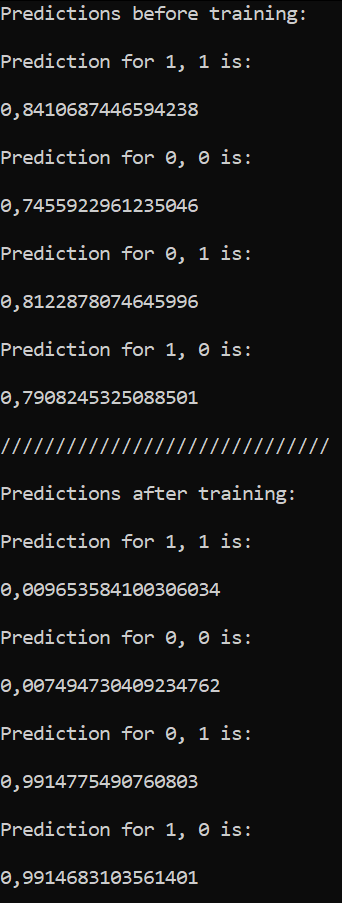 Predictions before training:
Prediction for 1, 1 is:
0,8410687446594238
Prediction for 0, 0 is:
0,7455922961235046
Prediction for 0, 1 is:
0,8122878074645996
Prediction for 1, 0 is:
0,7908245325088501
//////////////////////////////
Predictions after training:
Prediction for 1, 1 is:
0,009653584100306034
Prediction for 0, 0 is:
0,007494730409234762
Prediction for 0, 1 is:
0,9914775490760803
Prediction for 1, 0 is:
0,9914683103561401